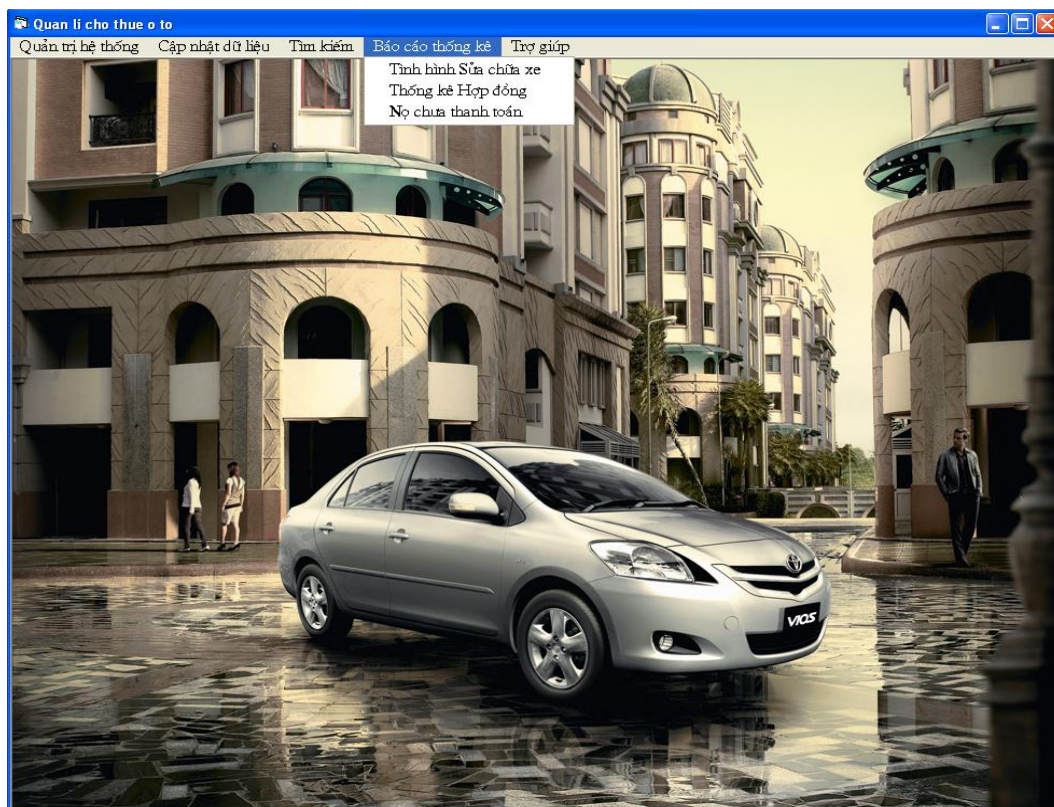 Quan li cho thue o to
Quản trị hệ thống Cập nhật dữ liệu Tìm kiếm Báo cáo thống kê Trợ giúp
Tình hình Sửa chữa xe
Thống kê Hợp đồng
Nọ chưa thanh toán
VIOS